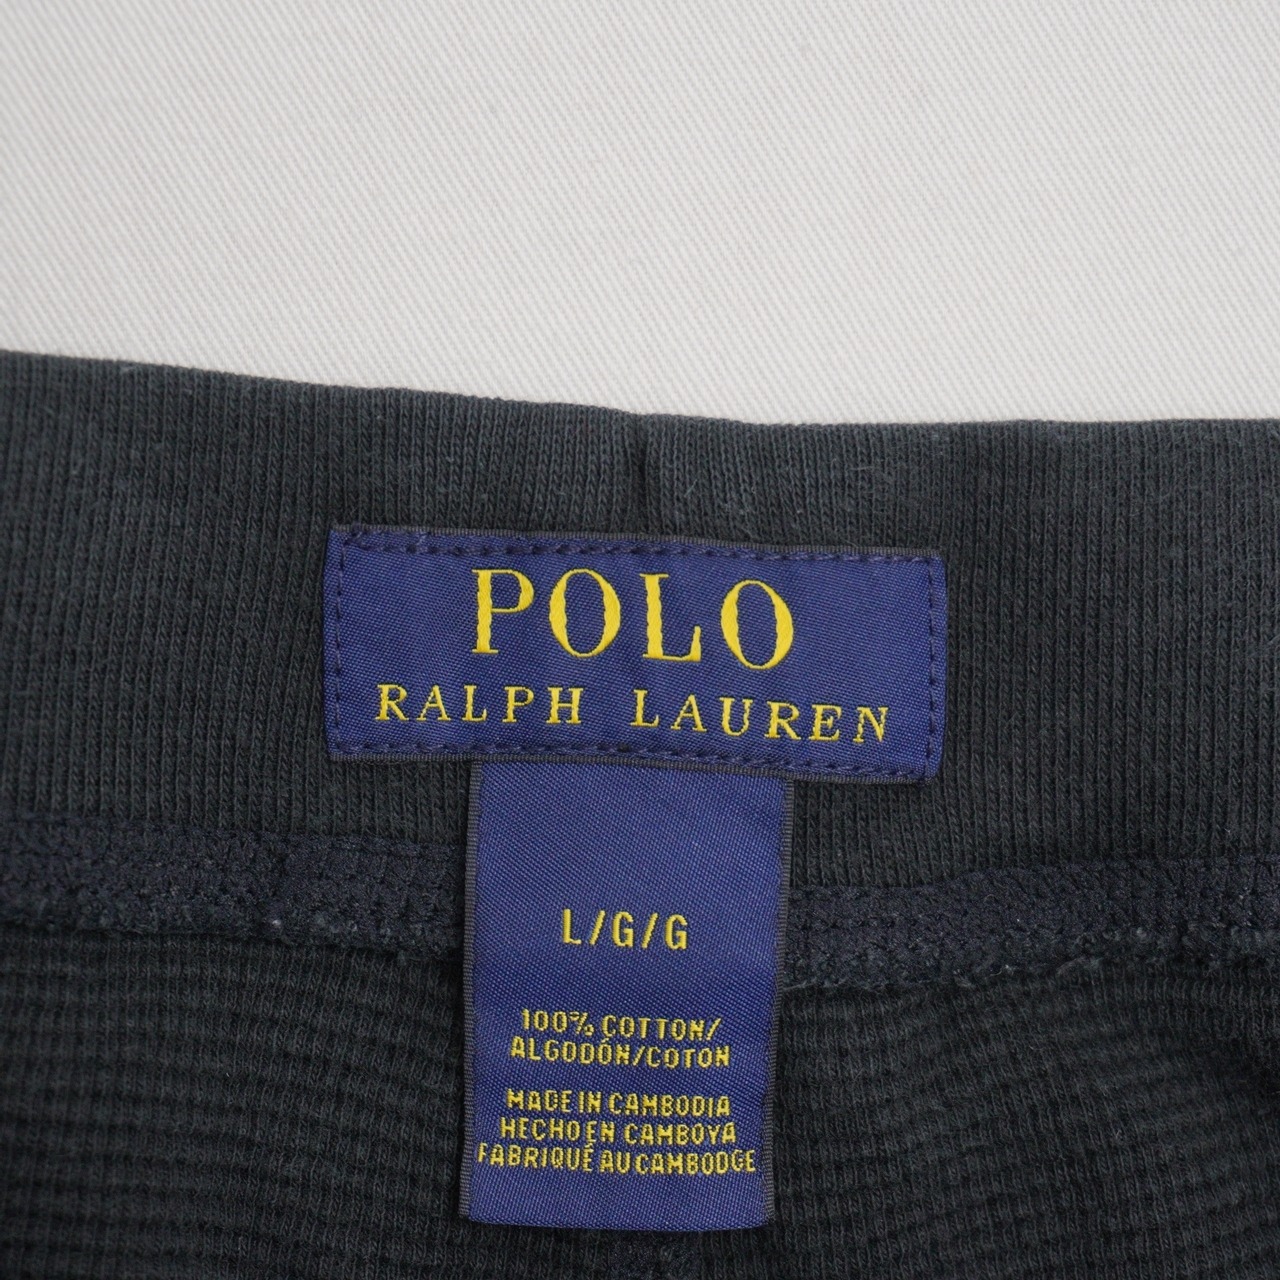 POLO
RALPH LAUREN
L/G/G
100% COTTON/
ALGODÓN/COTON
MADE IN CAMBODIA
HECHO EN CAMBOYA
FABRIQUÉ AU CAMBODGE